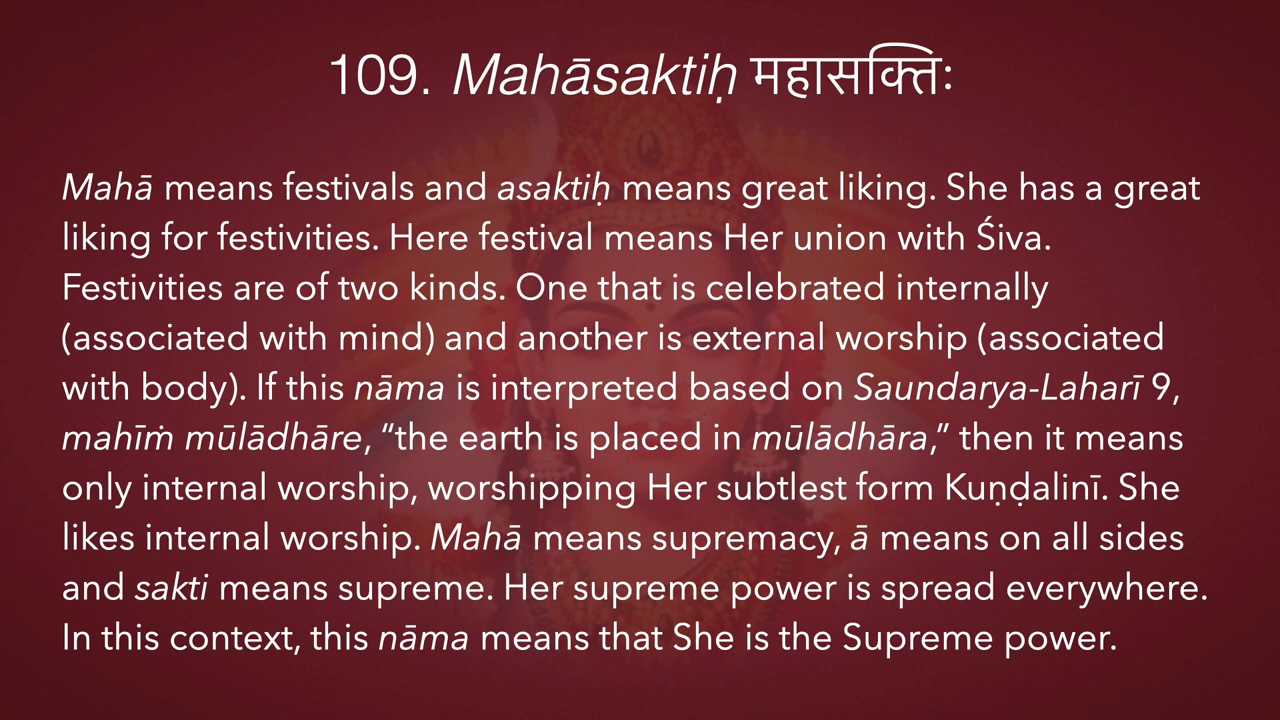 109. Mahāsaktiḥ महासक्तिः
Mahā means festivals and asaktiḥ means great liking. She has a great
liking for festivities. Here festival means Her union with Śiva.
Festivities are of two kinds. One that is celebrated internally
(associated with mind) and another is external worship (associated
with body). If this nāma is interpreted based on Saundarya-Laharī 9,
mahīṁ mūlādhāre, “the earth is placed in mūlādhāra,” then it means
only internal worship, worshipping Her subtlest form Kuṇḍalinī. She
likes internal worship. Mahā means supremacy, ā means on all sides
and sakti means supreme. Her supreme power is spread everywhere.
In this context, this nāma means that She is the Supreme power.